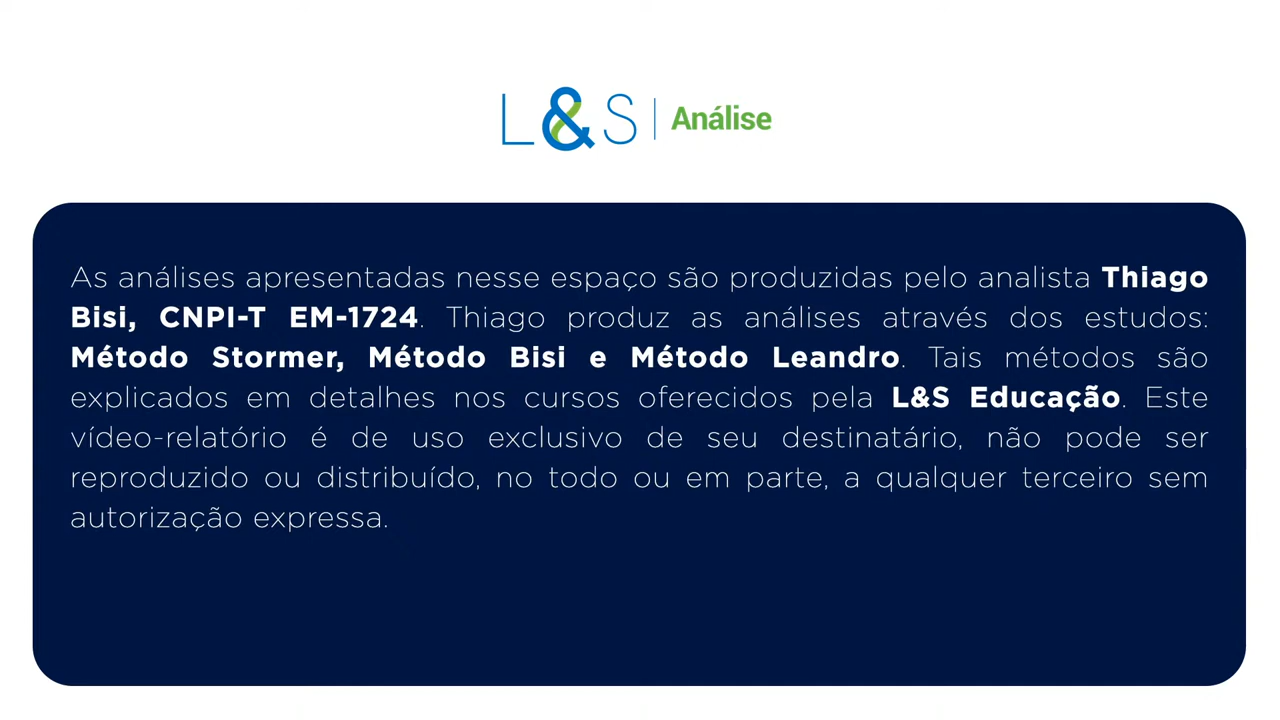 L&S | Análise
As análises apresentadas nesse espaço são produzidas pelo analista Thiago
Bisi, CNPI-T EM-1724. Thiago produz as análises através dos estudos:
Método Stormer, Método Bisi e Método Leandro. Tais métodos são
explicados em detalhes nos cursos oferecidos pela L&S Educação. Este
vídeo-relatório é de uso exclusivo de seu destinatário, não pode ser
reproduzido ou distribuído, no todo ou em parte, a qualquer terceiro sem
autorização expressa.